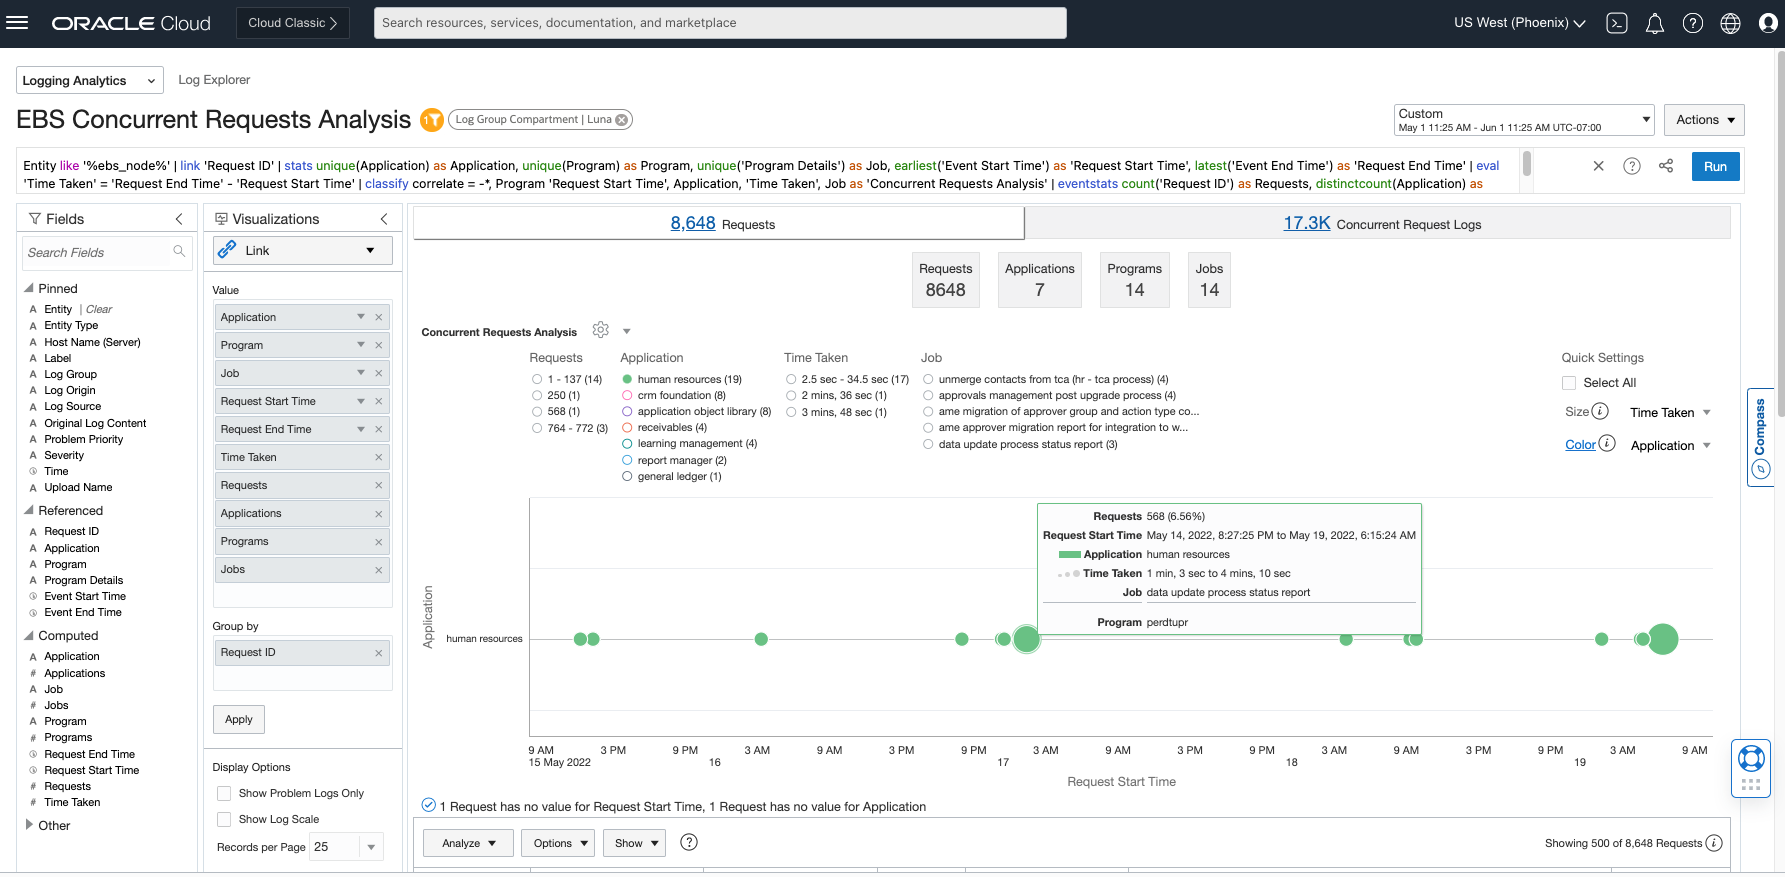 ORACLE Cloud
Cloud Classic
Search resources, services, documentation, and marketplace
US West (Phoenix)
Logging Analytics
Log Explorer
EBS Concurrent Requests Analysis
1
Log Group Compartment | Luna
Custom
May 1 11:25 AM - Jun 1 11:25 AM UTC-07:00
Actions
Entity like '%ebs_node%' | link 'Request ID' | stats unique(Application) as Application, unique(Program) as Program, unique('Program Details') as Job, earliest('Event Start Time') as 'Request Start Time', latest('Event End Time') as 'Request End Time' | eval
'Time Taken' = 'Request End Time' - 'Request Start Time' | classify correlate = -*, Program 'Request Start Time', Application, 'Time Taken', Job as 'Concurrent Requests Analysis' | eventstats count('Request ID') as Requests, distinctcount(Application) as
Run
Fields
Search Fields
Pinned
A Entity | Clear
A Entity Type
A Host Name (Server)
A Label
A Log Group
A Log Origin
A Log Source
A Original Log Content
A Problem Priority
A Severity
Time
A Upload Name
Referenced
A Request ID
A Application
A Program
A Program Details
Event Start Time
Event End Time
Computed
A Application
# Applications
A Job
# Jobs
A Program
# Programs
Request End Time
Request Start Time
# Requests
# Time Taken
Other
Visualizations
Link
Value
Application
Program
Job
Request Start Time
Request End Time
Time Taken
Requests
Applications
Programs
Jobs
Group by
Request ID
Apply
Display Options
Show Problem Logs Only
Show Log Scale
Records per Page 25
8,648 Requests
17.3K Concurrent Request Logs
Requests
8648
Applications
7
Programs
14
Jobs
14
Concurrent Requests Analysis
Requests
1 - 137 (14)
250 (1)
568 (1)
764 - 772 (3)
Application
human resources (19)
crm foundation (8)
application object library (8)
receivables (4)
learning management (4)
report manager (2)
general ledger (1)
Time Taken
2.5 sec - 34.5 sec (17)
2 mins, 36 sec (1)
3 mins, 48 sec (1)
Job
unmerge contacts from tca (hr - tca process) (4)
approvals management post upgrade process (4)
ame migration of approver group and action type co...
ame approver migration report for integration to w...
data update process status report (3)
Quick Settings
Select All
Size Time Taken
Color Application
Compass
Requests 568 (6.56%)
Request Start Time May 14, 2022, 8:27:25 PM to May 19, 2022, 6:15:24 AM
Application human resources
Time Taken 1 min, 3 sec to 4 mins, 10 sec
Job data update process status report
Program perdtupr
Application
human resources
9 AM 3 PM 9 PM 3 AM 9 AM 3 PM 9 PM 3 AM 9 AM 3 PM 9 PM 3 AM 9 AM 3 PM 9 PM 3 AM 9 AM
15 May 2022 16 17 18 19
Request Start Time
1 Request has no value for Request Start Time, 1 Request has no value for Application
Analyze
Options
Show
Showing 500 of 8,648 Requests